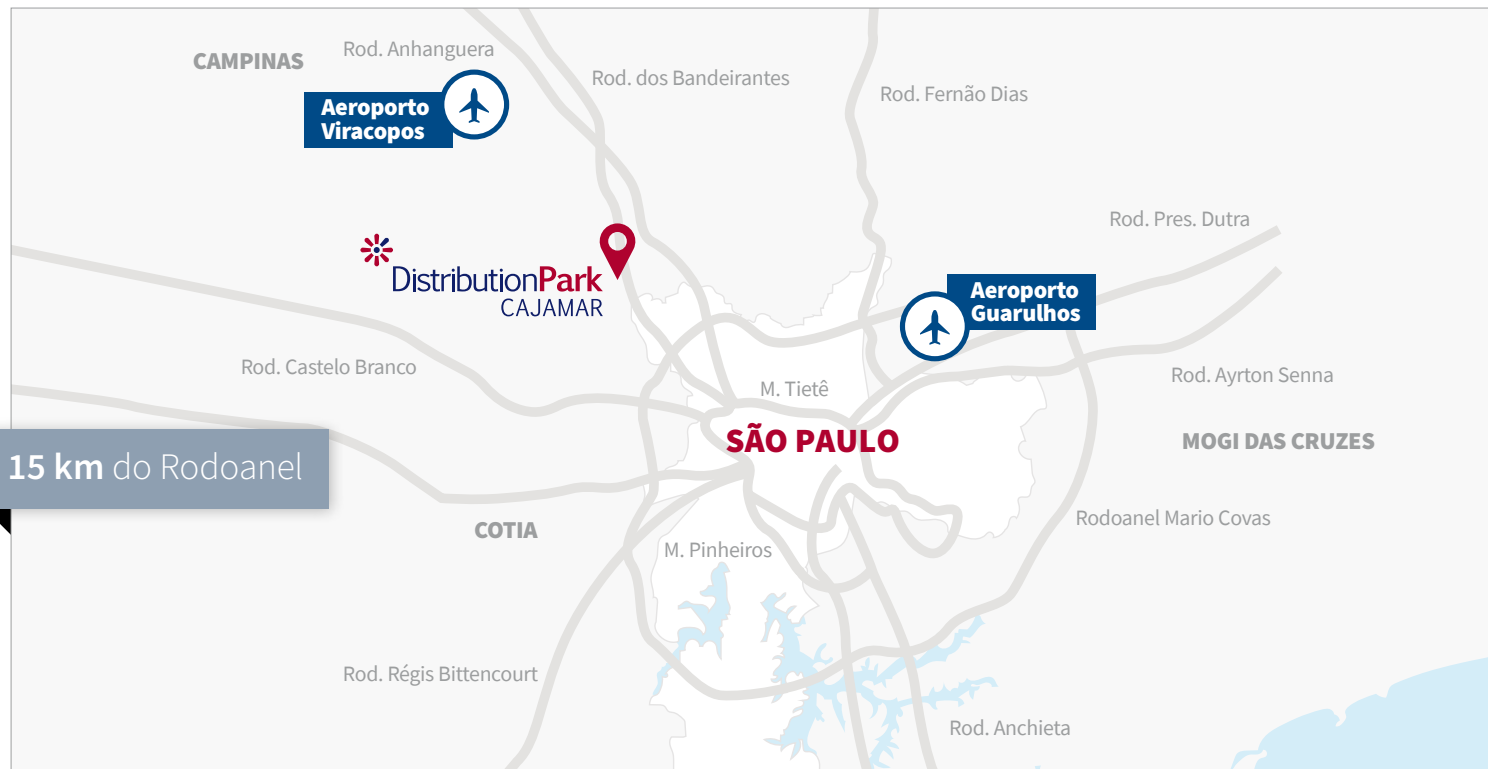 Rod. Anhanguera
CAMPINAS
Rod. dos Bandeirantes
Rod. Fernão Dias
Aeroporto
Viracopos
Rod. Pres. Dutra
DistributionPark
CAJAMAR
Aeroporto
Guarulhos
Rod. Castelo Branco
M. Tietê
Rod. Ayrton Senna
SÃO PAULO
MOGI DAS CRUZES
15 km do Rodoanel
COTIA
Rodoanel Mario Covas
M. Pinheiros
Rod. Régis Bittencourt
Rod. Anchieta